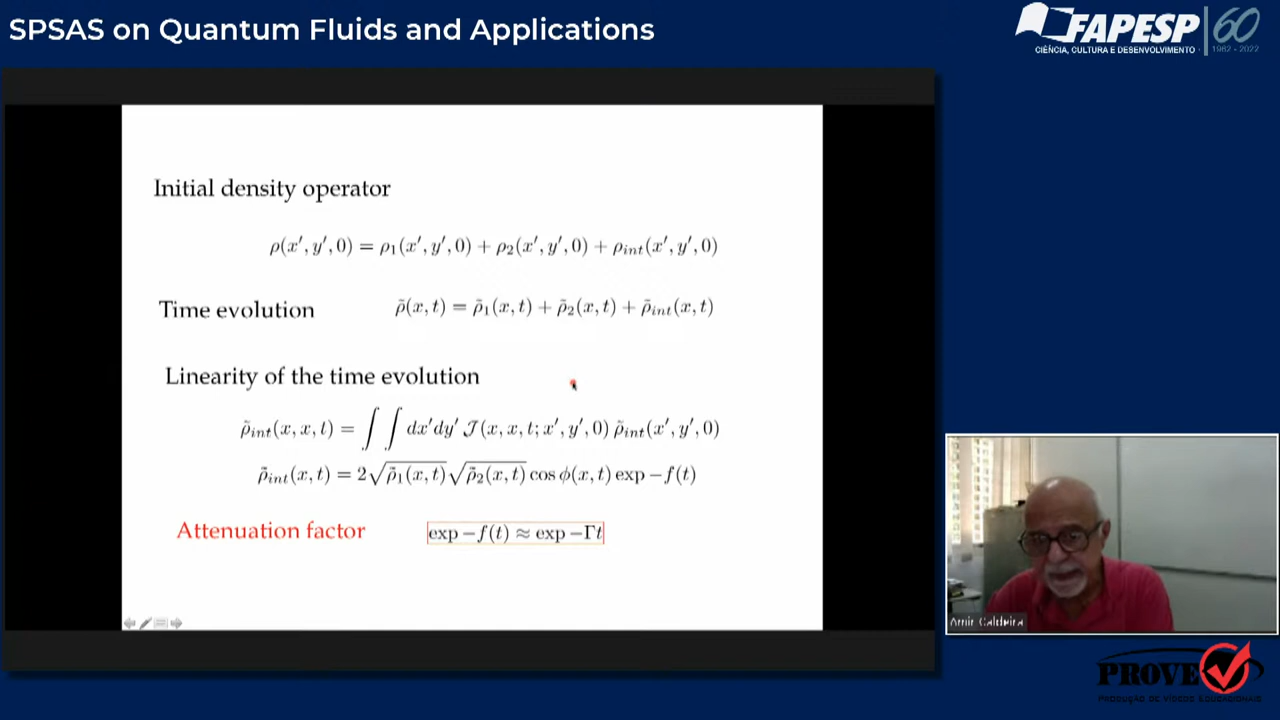 SPSAS on Quantum Fluids and Applications
FAPESP 60
CIÊNCIA, CULTURA E DESENVOLVIMENTO 1962 - 2022
Initial density operator
ρ(x′, y′, 0) = ρ₁(x′, y′, 0) + ρ₂(x′, y′, 0) + ρ_int(x′, y′, 0)
Time evolution ρ̃(x, t) = ρ̃₁(x, t) + ρ̃₂(x, t) + ρ̃_int(x, t)
Linearity of the time evolution
ρ̃_int(x, x, t) = ∫ ∫ dx′dy′ 𝒥(x, x, t; x′, y′, 0) ρ̃_int(x′, y′, 0)
ρ̃_int(x, t) = 2√ρ̃₁(x, t)√ρ̃₂(x, t) cos ϕ(x, t) exp −f(t)
Attenuation factor exp −f(t) ≈ exp −Γt
Amir Caldeira
PROVE
PRODUÇÃO DE VÍDEOS EDUCACIONAIS